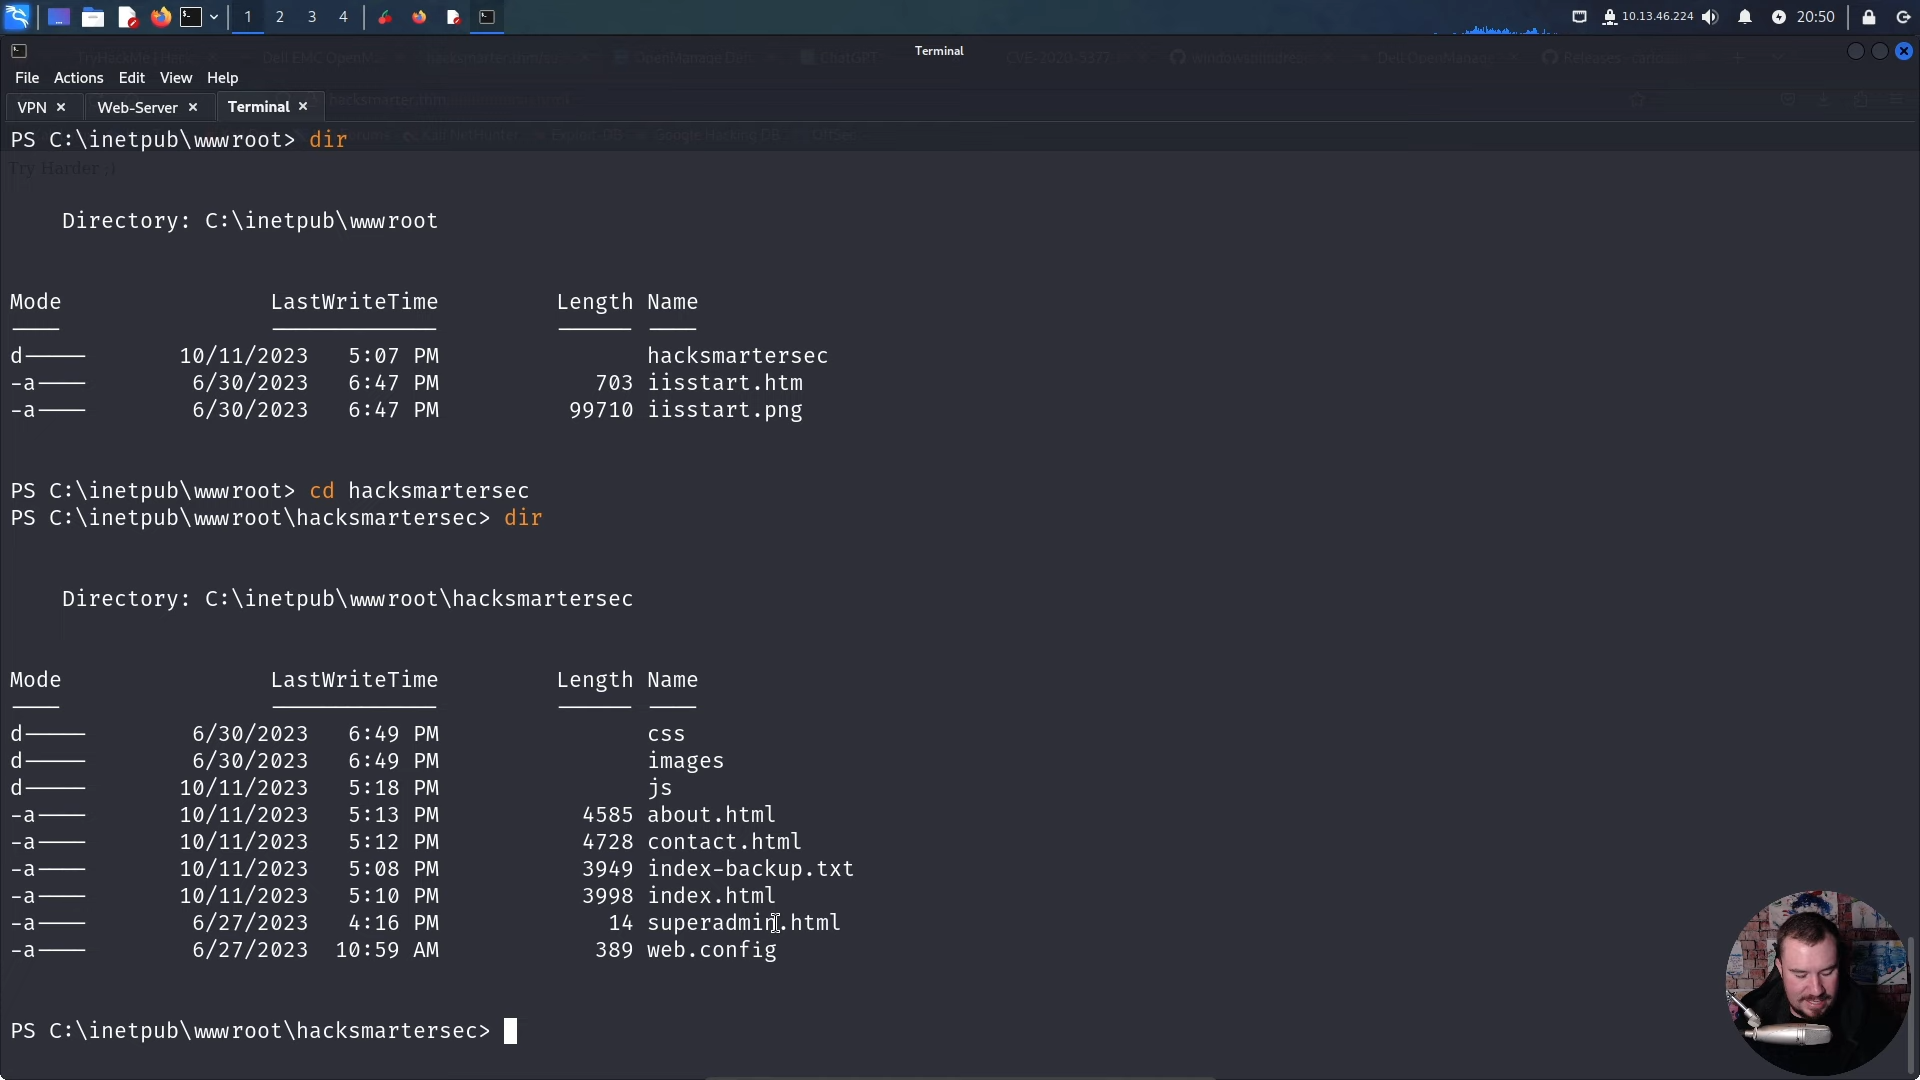 1 2 3 4 10.13.46.224 20:50
Terminal
File Actions Edit View Help
VPN Web-Server Terminal
PS C:\inetpub\wwwroot> dir
Try Harder ;)
Directory: C:\inetpub\wwwroot
Mode LastWriteTime Length Name
---- ------------- ------ ----
d----- 10/11/2023 5:07 PM hacksmartersec
-a---- 6/30/2023 6:47 PM 703 iisstart.htm
-a---- 6/30/2023 6:47 PM 99710 iisstart.png
PS C:\inetpub\wwwroot> cd hacksmartersec
PS C:\inetpub\wwwroot\hacksmartersec> dir
Directory: C:\inetpub\wwwroot\hacksmartersec
Mode LastWriteTime Length Name
---- ------------- ------ ----
d----- 6/30/2023 6:49 PM css
d----- 6/30/2023 6:49 PM images
d----- 10/11/2023 5:18 PM js
-a---- 10/11/2023 5:13 PM 4585 about.html
-a---- 10/11/2023 5:12 PM 4728 contact.html
-a---- 10/11/2023 5:08 PM 3949 index-backup.txt
-a---- 10/11/2023 5:10 PM 3998 index.html
-a---- 6/27/2023 4:16 PM 14 superadmin.html
-a---- 6/27/2023 10:59 AM 389 web.config
PS C:\inetpub\wwwroot\hacksmartersec>